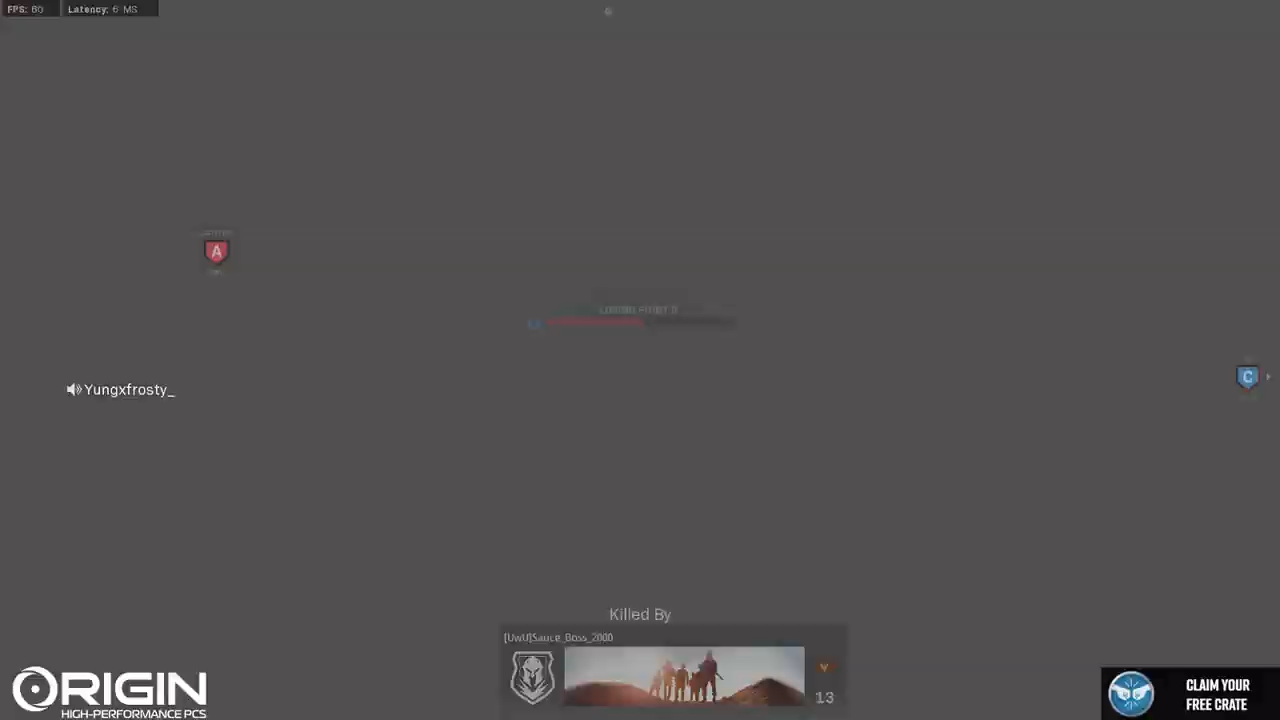 FPS: 60 Latency: 6 MS
A
Yungxfrosty_
C
Killed By
[UwU]Sauce_Boss_2000
13
ORIGIN
HIGH-PERFORMANCE PCS
CLAIM YOUR
FREE CRATE